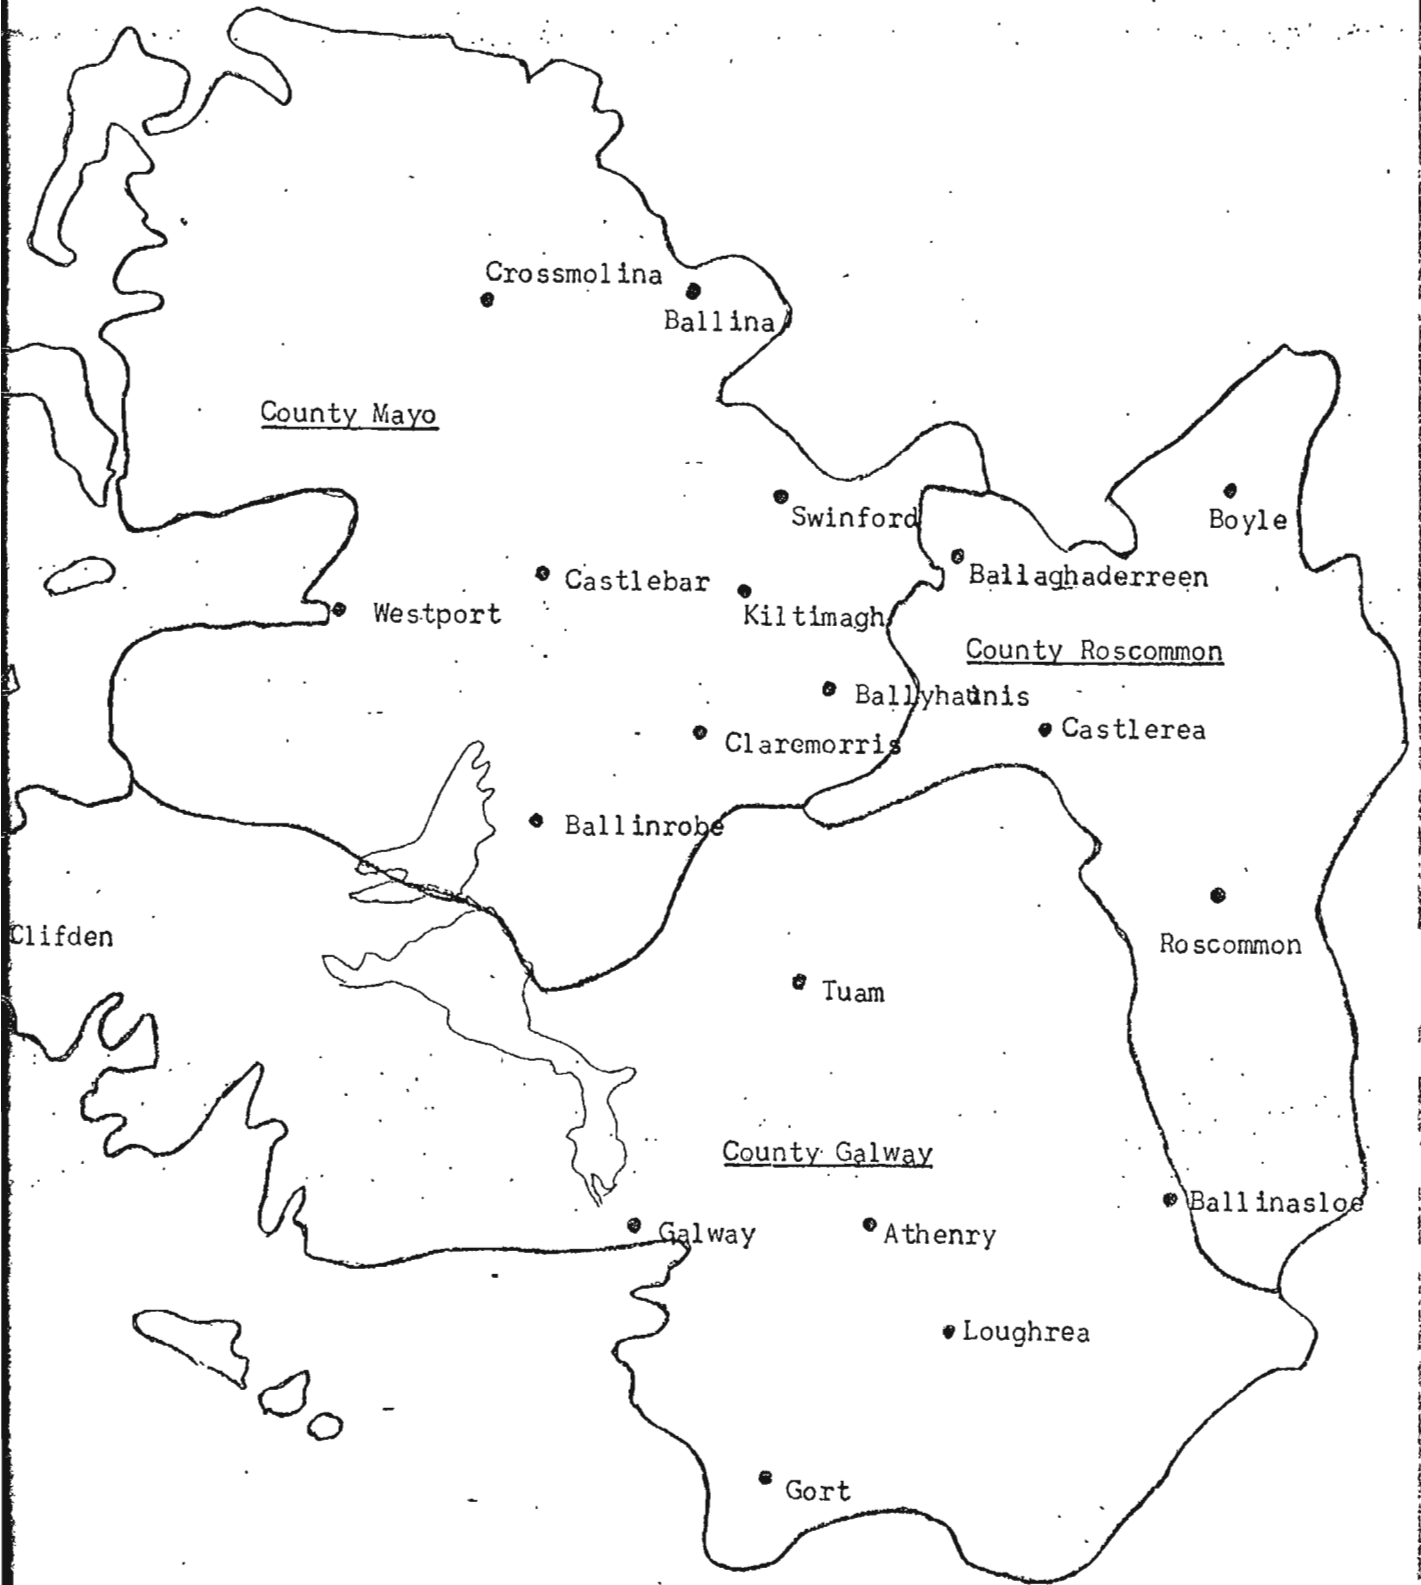 Crossmolina
Ballina
County Mayo
Swinford
Boyle
Castlebar
Ballaghaderreen
Westport
Kiltimagh
County Roscommon
Ballyhaunis
Castlerea
Claremorris
Ballinrobe
Clifden
Roscommon
Tuam
County Galway
Ballinasloe
Galway
Athenry
Loughrea
Gort